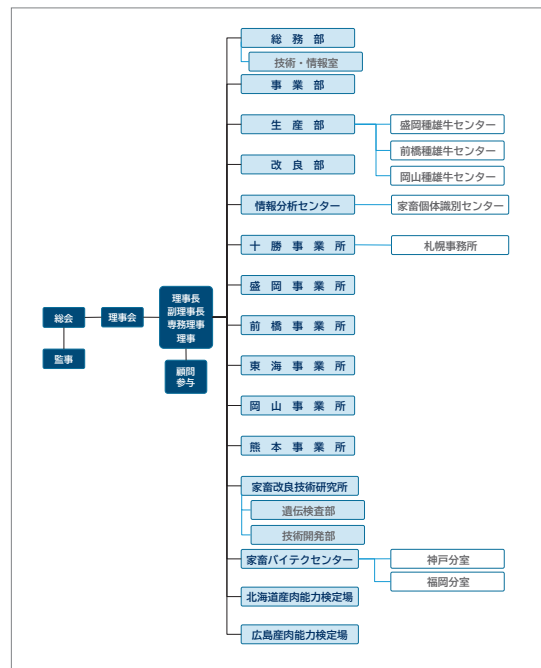 総務部
技術・情報室
事業部
生産部
盛岡種雄牛センター
前橋種雄牛センター
改良部
岡山種雄牛センター
情報分析センター
家畜個体識別センター
十勝事業所
札幌事務所
盛岡事業所
総会
理事会
理事長
副理事長
専務理事
理事
監事
顧問
参与
前橋事業所
東海事業所
岡山事業所
熊本事業所
家畜改良技術研究所
遺伝検査部
技術開発部
家畜バイテクセンター
神戸分室
福岡分室
北海道産肉能力検定場
広島産肉能力検定場